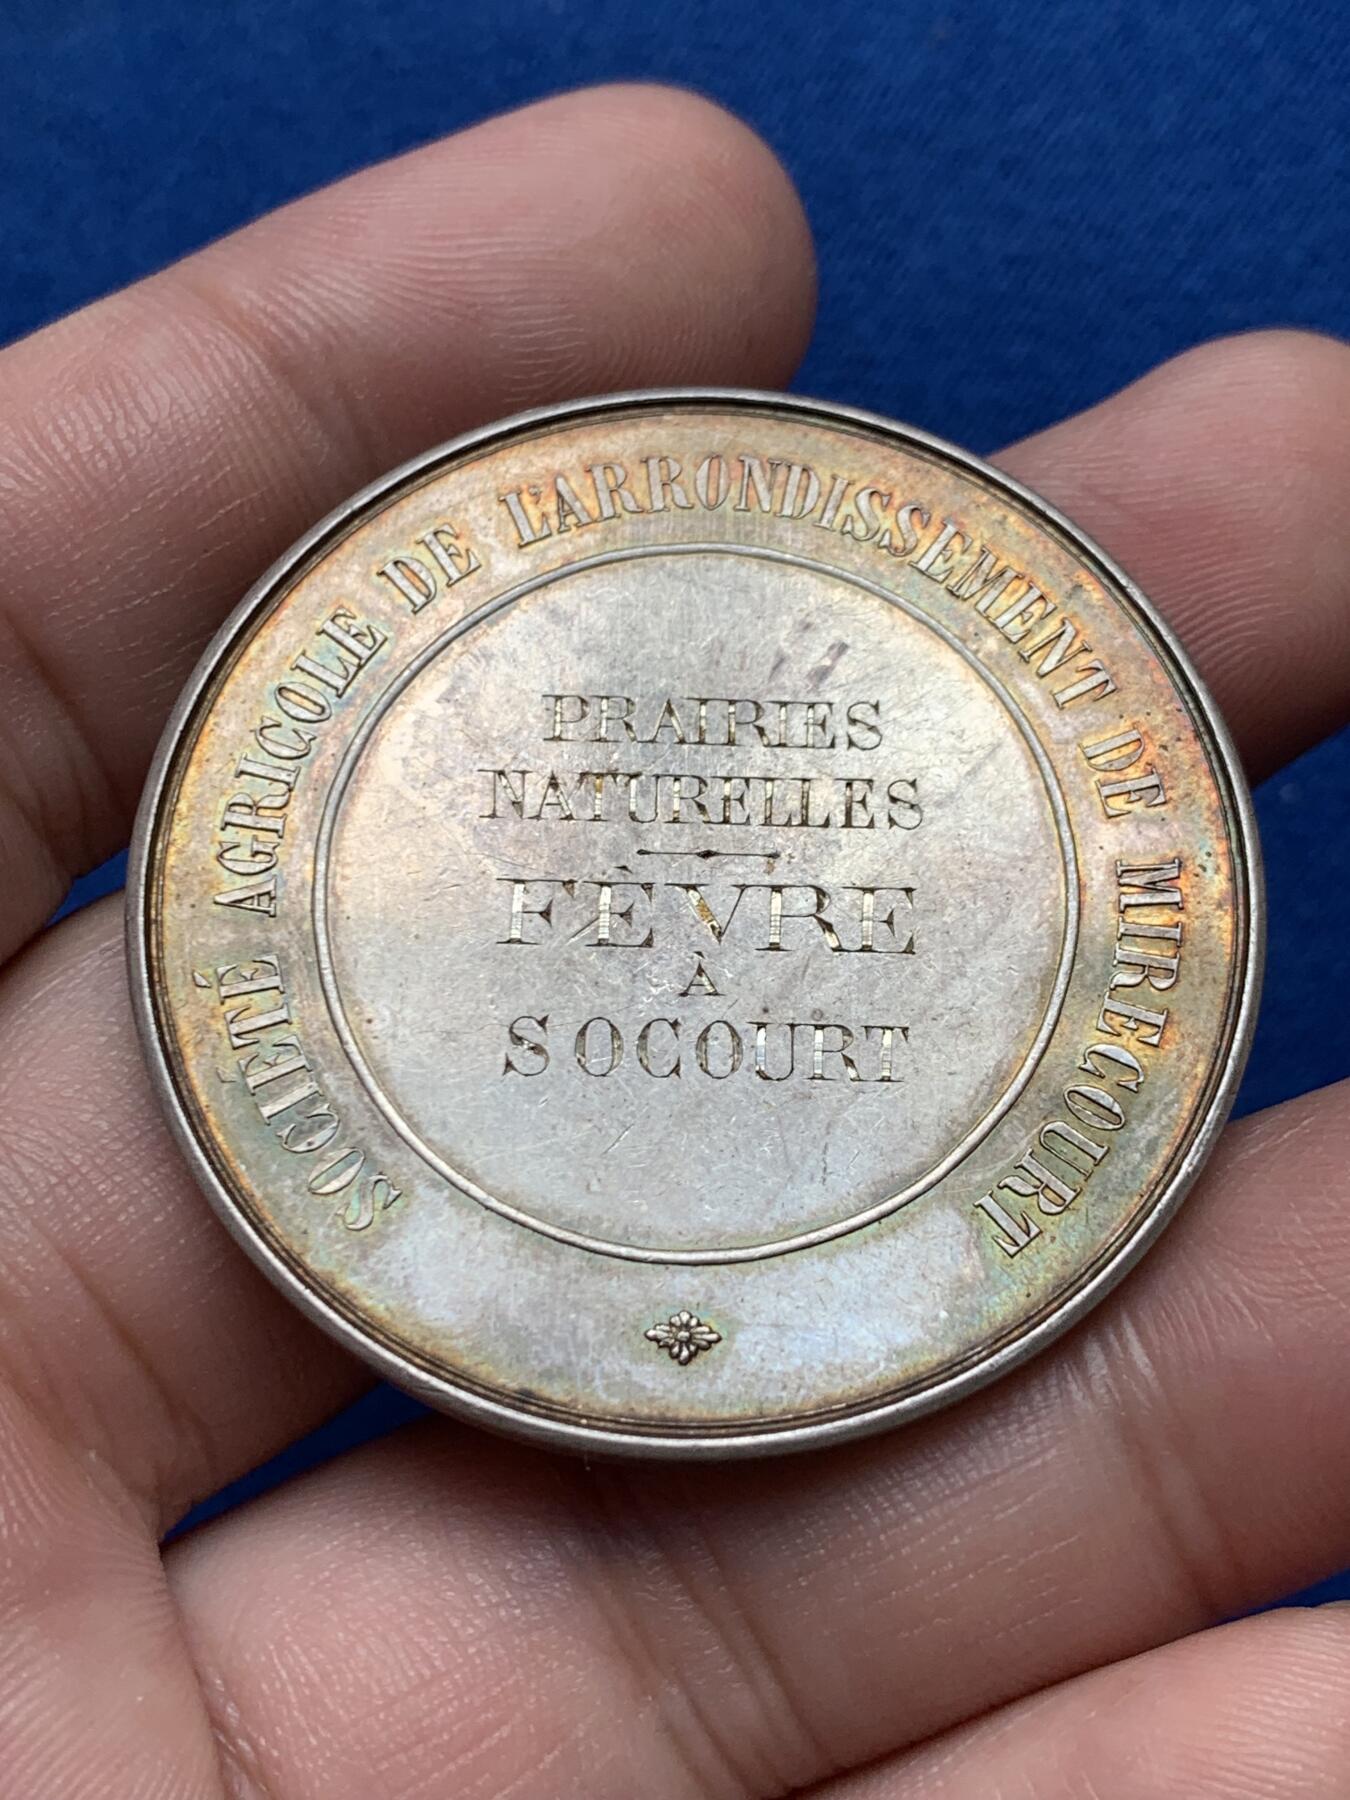 SOCIÉTÉ AGRICOLE DE L'ARRONDISSEMENT DE MIRECOURT
PRAIRIES
NATURELLES
FÈVRE
À
SOCOURT